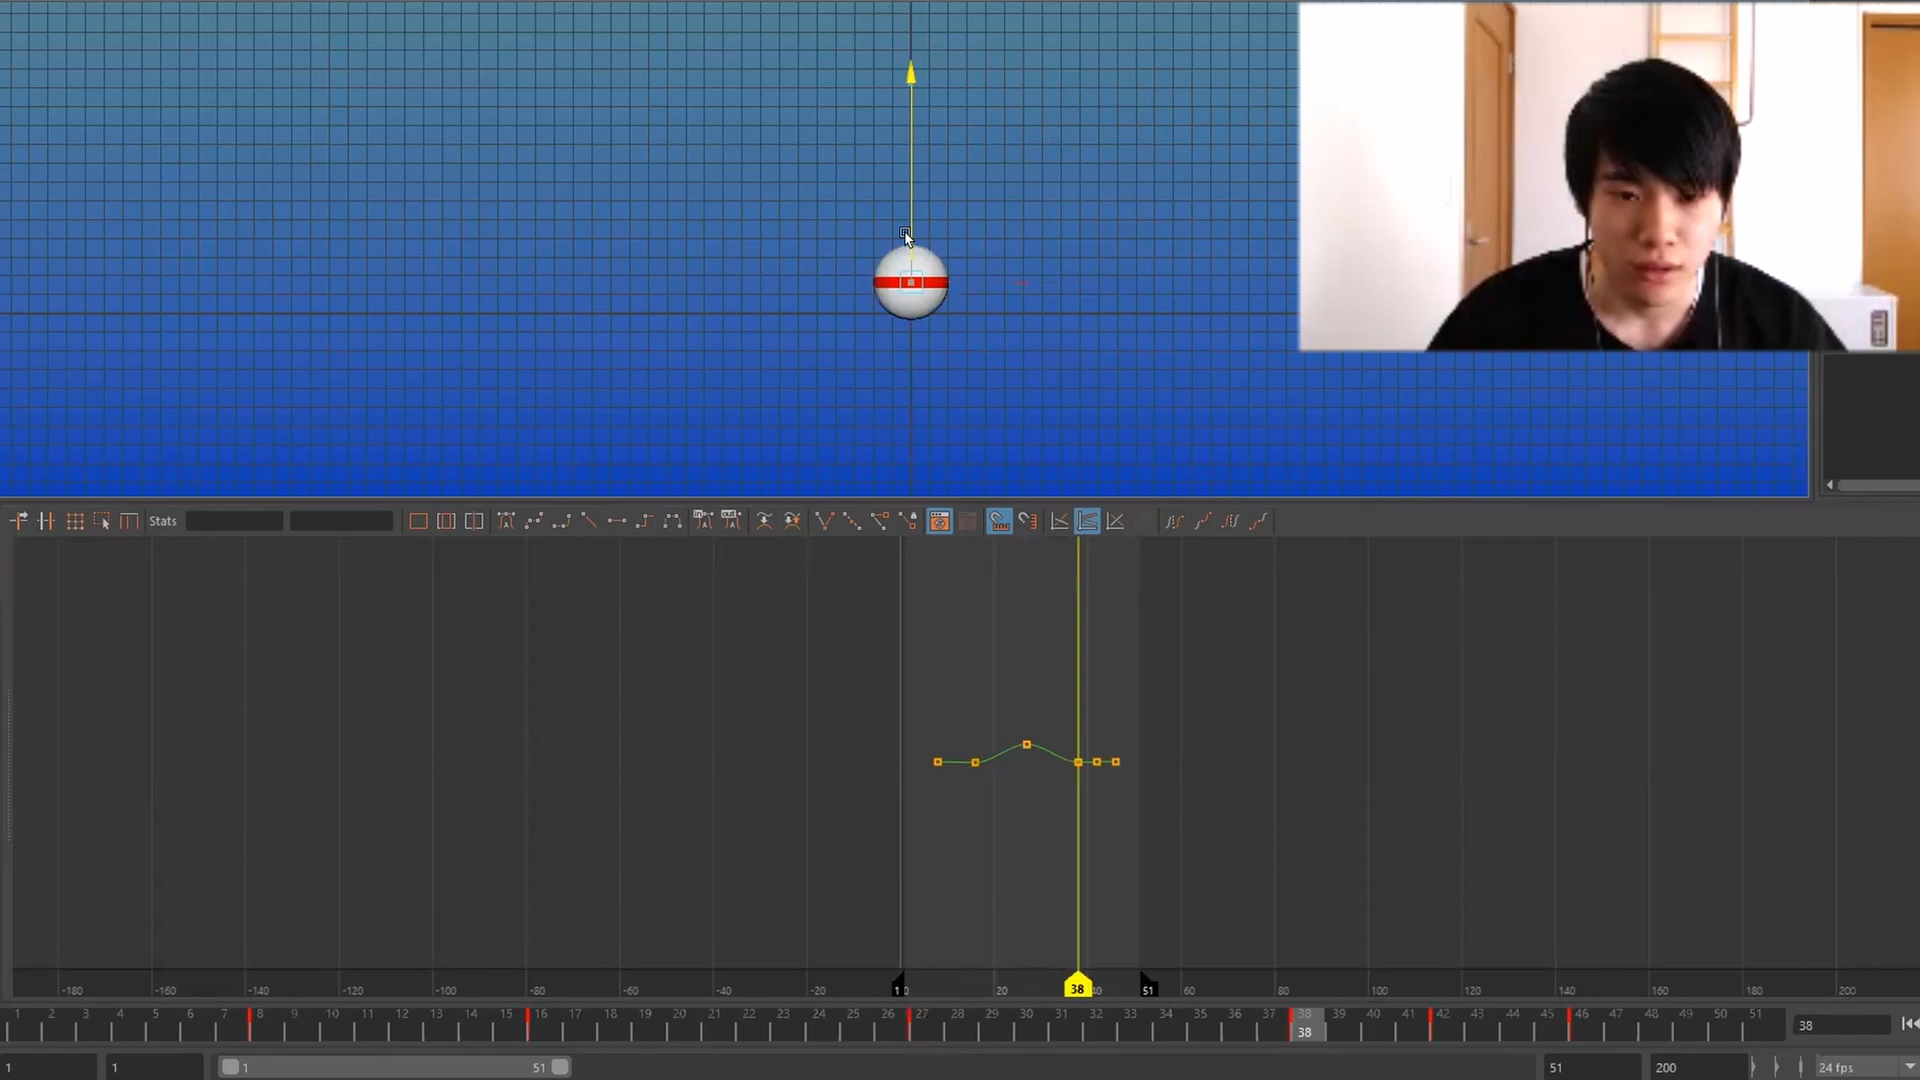 Stats
in out
38
-180 -160 -140 -120 -100 -80 -60 -40 -20 1 0 20 40 51 60 80 100 120 140 160 180 200
1 2 3 4 5 6 7 8 9 10 11 12 13 14 15 16 17 18 19 20 21 22 23 24 25 26 27 28 29 30 31 32 33 34 35 36 37 38 39 40 41 42 43 44 45 46 47 48 49 50 51
38 38
1 1 1 51 51 200 24 fps